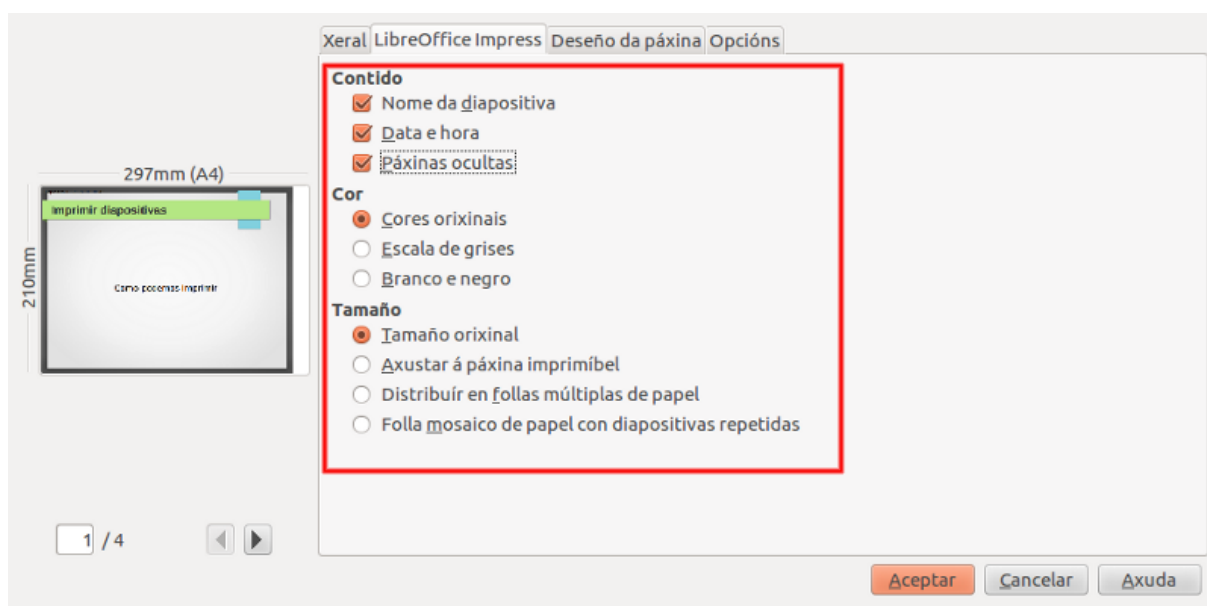 Xeral LibreOffice Impress Deseño da páxina Opcións
Contido
Nome da diapositiva
Data e hora
Páxinas ocultas
Cor
Cores orixinais
Escala de grises
Branco e negro
Tamaño
Tamaño orixinal
Axustar á páxina imprimíbel
Distribuír en follas múltiplas de papel
Folla mosaico de papel con diapositivas repetidas
297mm (A4)
210mm
Imprimir diapositivas
Como podemos imprimir
1 / 4
Aceptar Cancelar Axuda